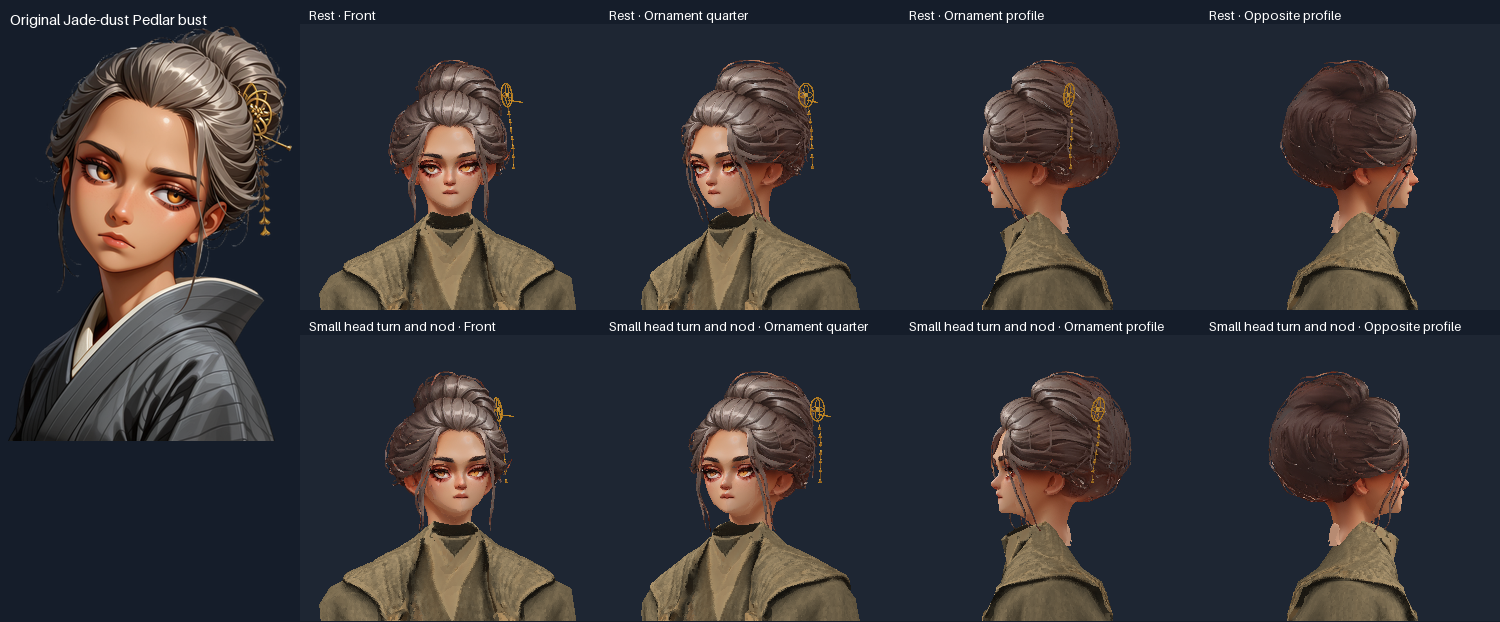 Original Jade-dust Pedlar bust
Rest · Front
Rest · Ornament quarter
Rest · Ornament profile
Rest · Opposite profile
Small head turn and nod · Front
Small head turn and nod · Ornament quarter
Small head turn and nod · Ornament profile
Small head turn and nod · Opposite profile